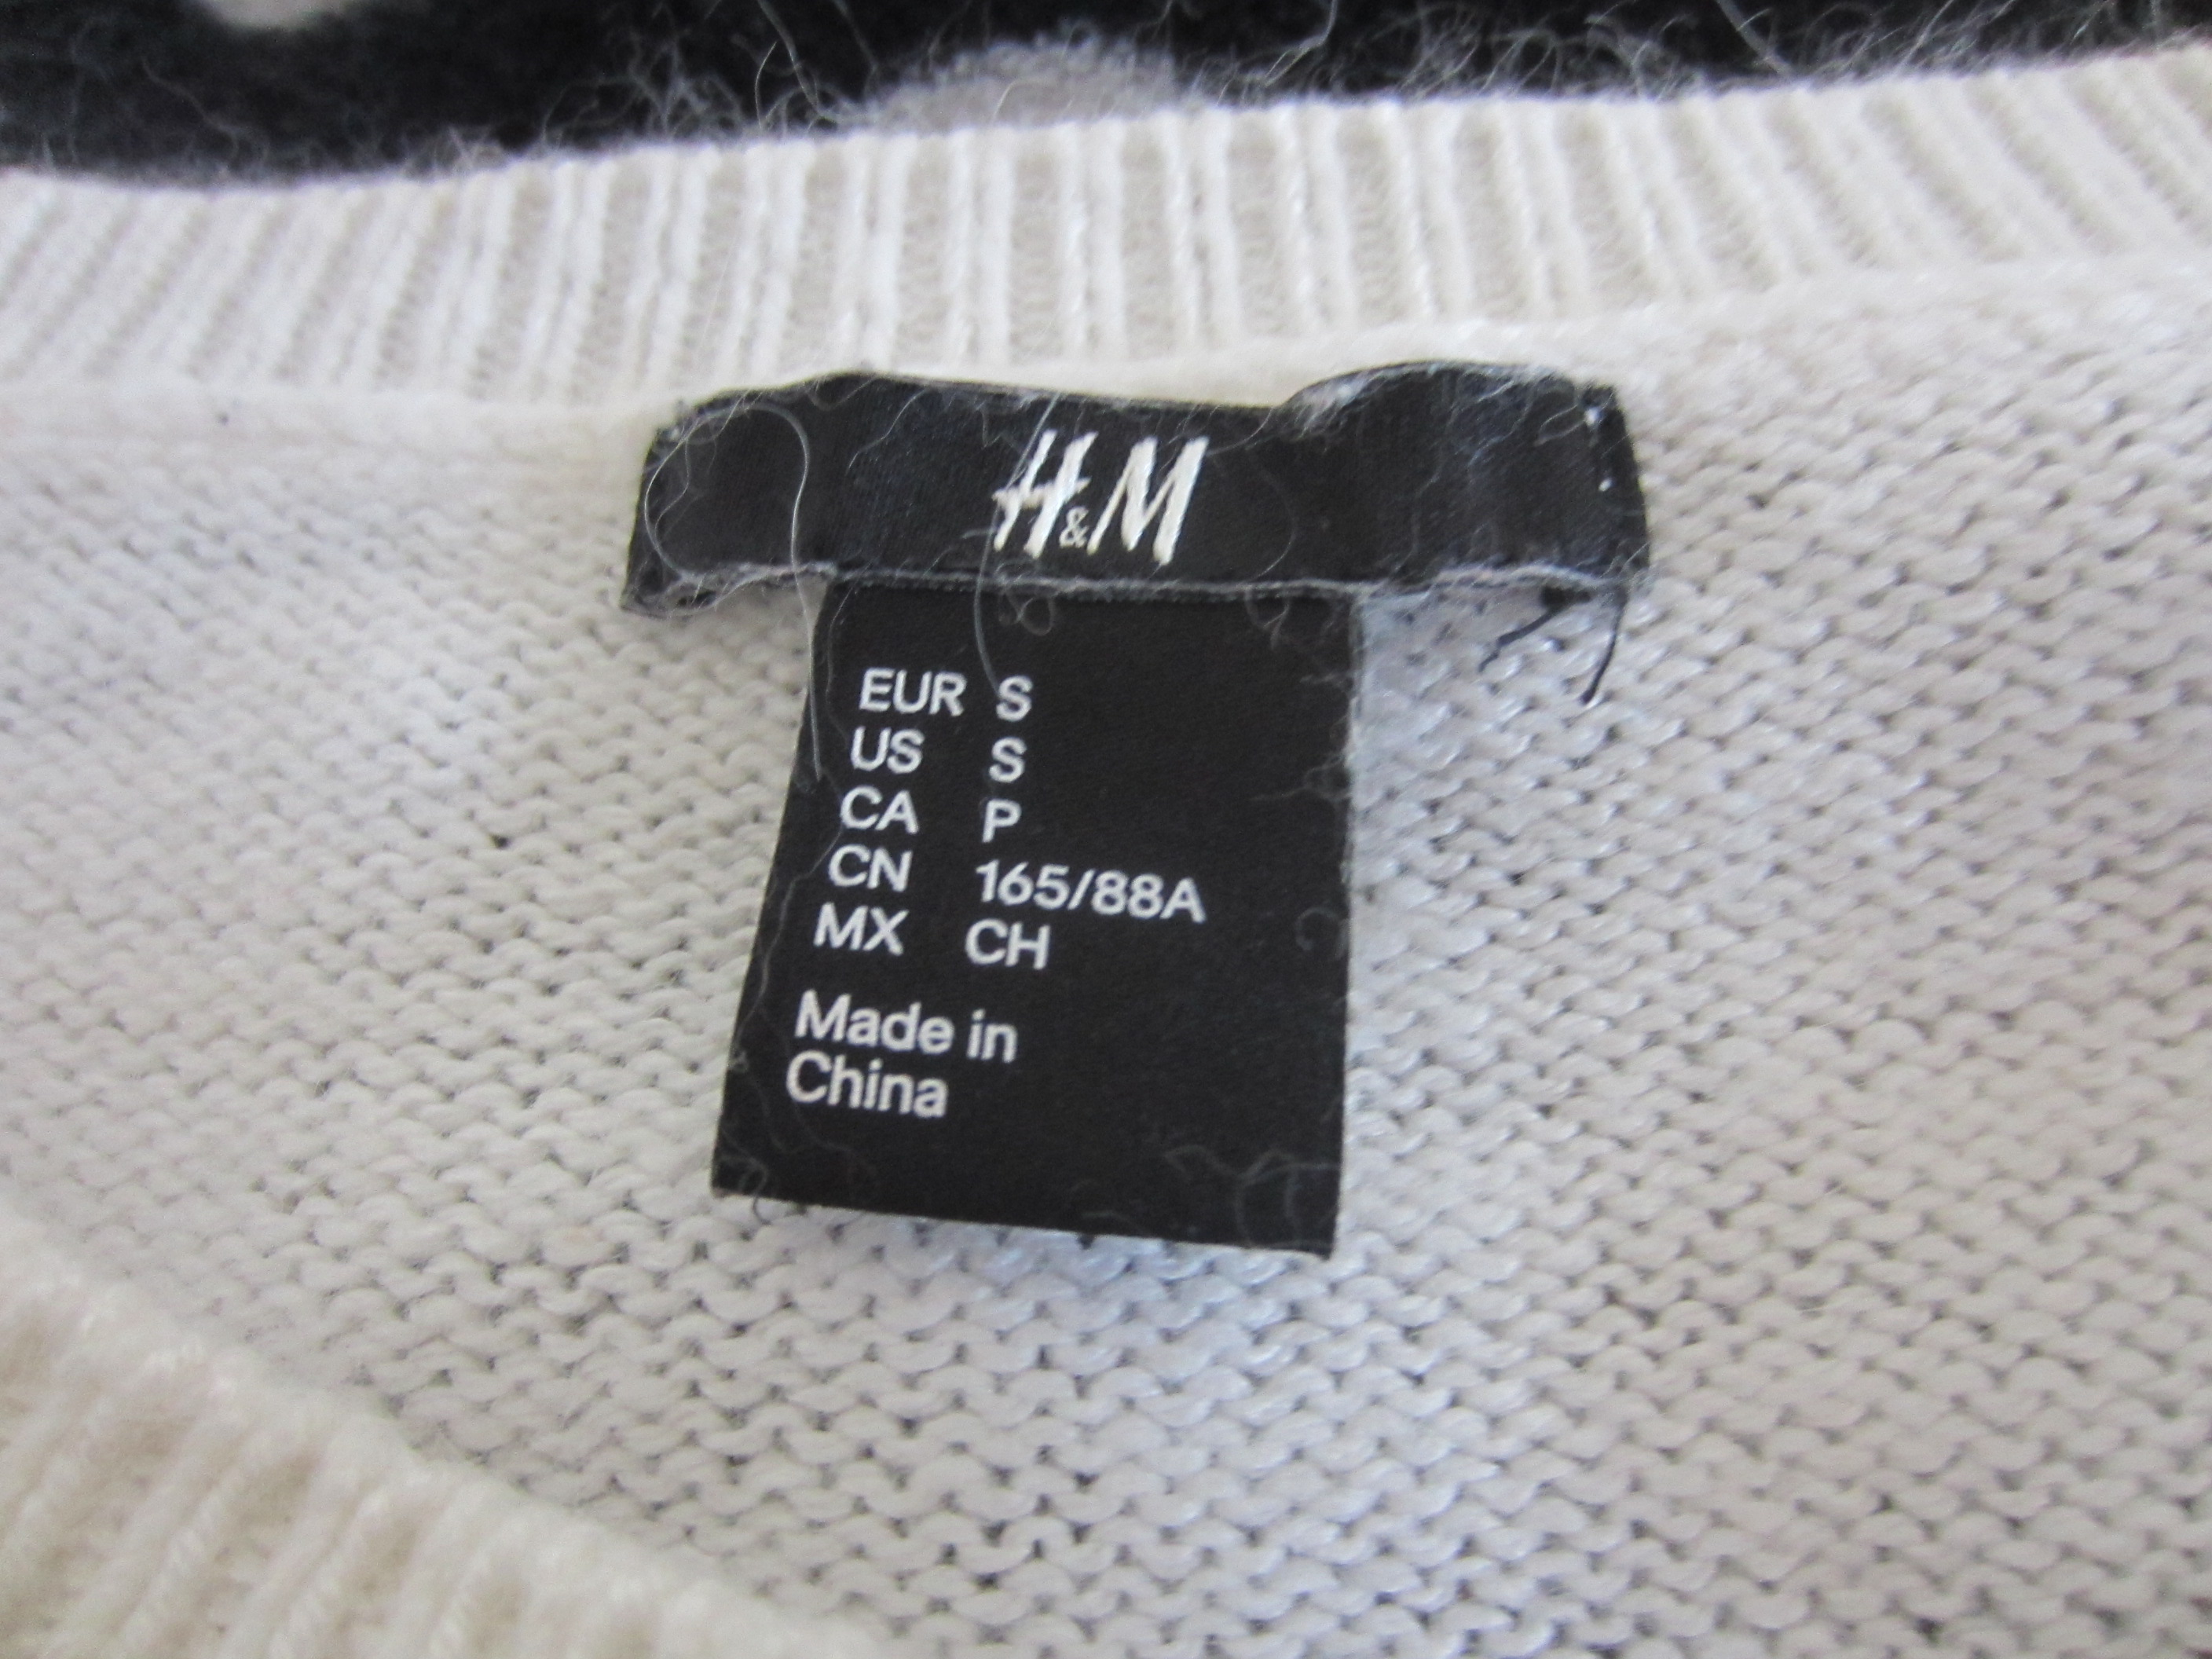 H&M
EUR S
US S
CA P
CN 165/88A
MX CH
Made in
China